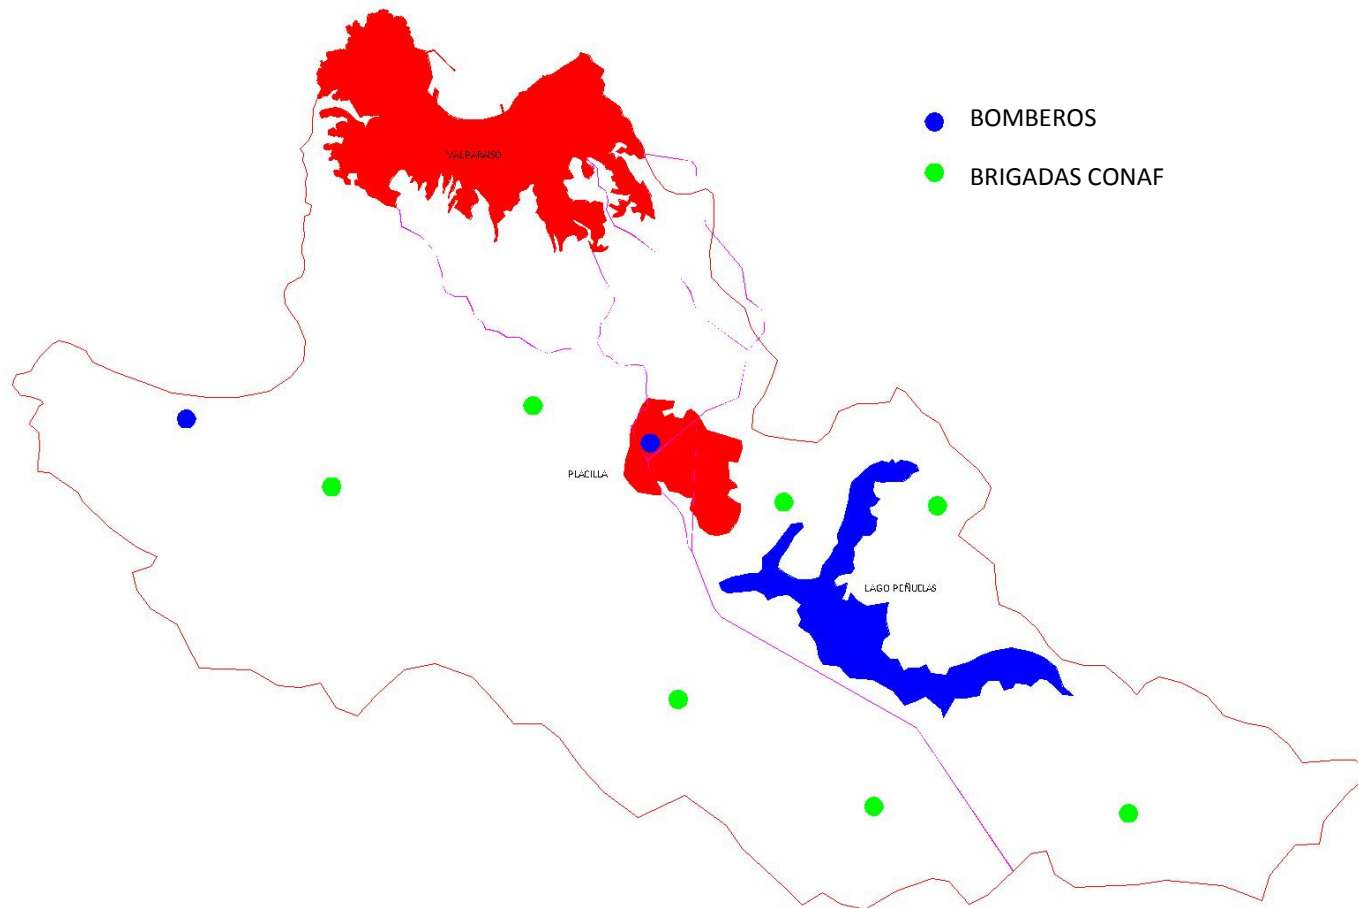 BOMBEROS
BRIGADAS CONAF
VALPARAISO
PLACILLA
LAGO PEÑUELAS